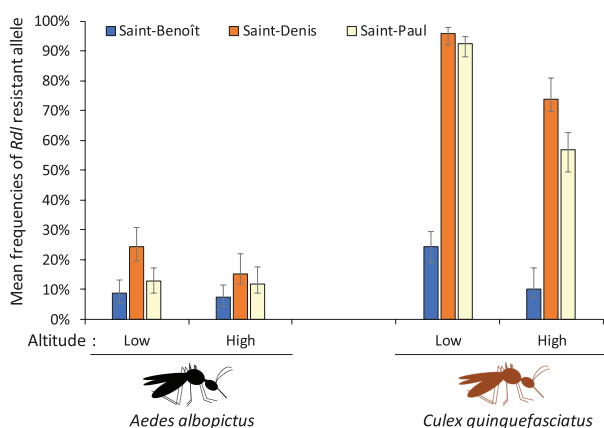 Mean frequencies of Rdl resistant allele
100%
90%
80%
70%
60%
50%
40%
30%
20%
10%
0%
Saint-Benoît Saint-Denis Saint-Paul
Altitude : Low High Low High
Aedes albopictus Culex quinquefasciatus